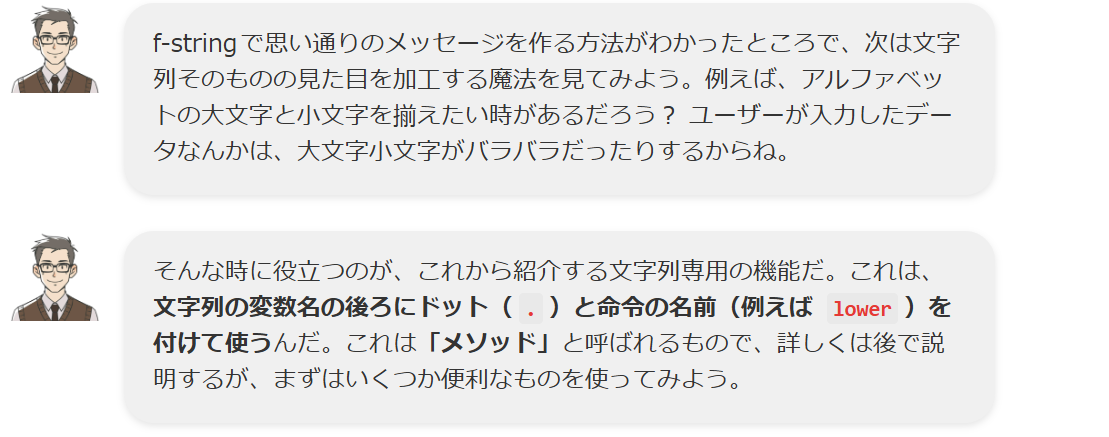 f-stringで思い通りのメッセージを作る方法がわかったところで、次は文字
列そのものの見た目を加工する魔法を見てみよう。例えば、アルファベッ
トの大文字と小文字を揃えたい時があるだろう? ユーザーが入力したデー
タなんかは、大文字小文字がバラバラだったりするからね。
そんな時に役立つのが、これから紹介する文字列専用の機能だ。これは、
文字列の変数名の後ろにドット( . )と命令の名前(例えば lower )を
付けて使うんだ。これは「メソッド」と呼ばれるもので、詳しくは後で説
明するが、まずはいくつか便利なものを使ってみよう。